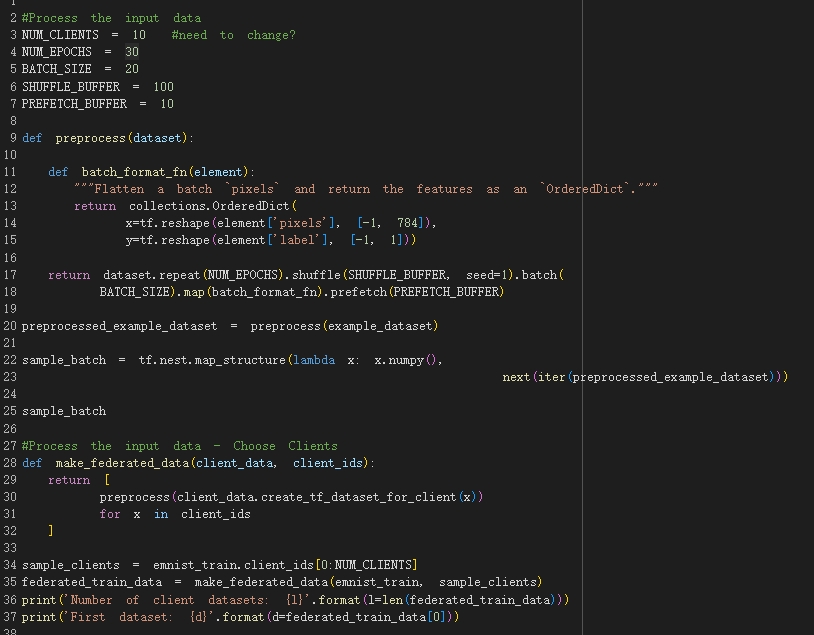 1
2 #Process the input data
3 NUM_CLIENTS = 10  #need to change?
4 NUM_EPOCHS = 30
5 BATCH_SIZE = 20
6 SHUFFLE_BUFFER = 100
7 PREFETCH_BUFFER = 10
8
9 def preprocess(dataset):
10
11   def batch_format_fn(element):
12     """Flatten a batch `pixels` and return the features as an `OrderedDict`."""
13     return collections.OrderedDict(
14         x=tf.reshape(element['pixels'], [-1, 784]),
15         y=tf.reshape(element['label'], [-1, 1]))
16
17   return dataset.repeat(NUM_EPOCHS).shuffle(SHUFFLE_BUFFER, seed=1).batch(
18       BATCH_SIZE).map(batch_format_fn).prefetch(PREFETCH_BUFFER)
19
20 preprocessed_example_dataset = preprocess(example_dataset)
21
22 sample_batch = tf.nest.map_structure(lambda x: x.numpy(),
23                                      next(iter(preprocessed_example_dataset)))
24
25 sample_batch
26
27 #Process the input data - Choose Clients
28 def make_federated_data(client_data, client_ids):
29   return [
30       preprocess(client_data.create_tf_dataset_for_client(x))
31       for x in client_ids
32   ]
33
34 sample_clients = emnist_train.client_ids[0:NUM_CLIENTS]
35 federated_train_data = make_federated_data(emnist_train, sample_clients)
36 print('Number of client datasets: {l}'.format(l=len(federated_train_data)))
37 print('First dataset: {d}'.format(d=federated_train_data[0]))
38